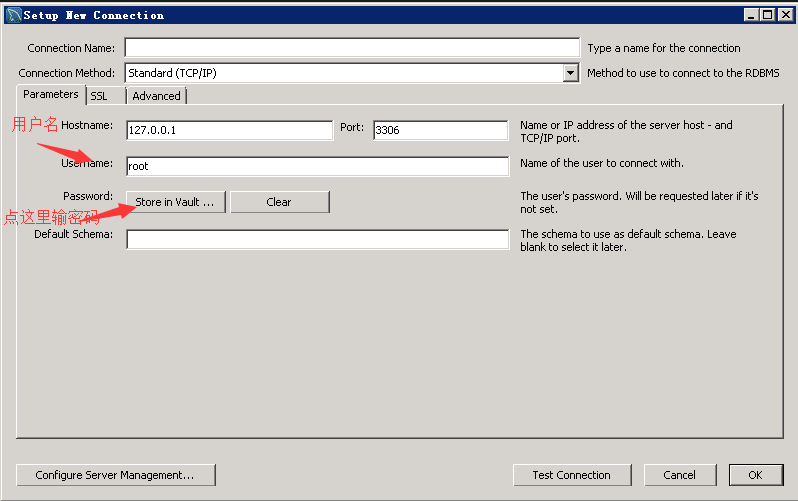 Setup New Connection
Connection Name:
Type a name for the connection
Connection Method: Standard (TCP/IP)
Method to use to connect to the RDBMS
Parameters SSL Advanced
用户名
Hostname: 127.0.0.1 Port: 3306
Name or IP address of the server host - and
TCP/IP port.
Username: root
Name of the user to connect with.
Password: Store in Vault ... Clear
The user's password. Will be requested later if it's
not set.
点这里输密码
Default Schema:
The schema to use as default schema. Leave
blank to select it later.
Configure Server Management... Test Connection Cancel OK